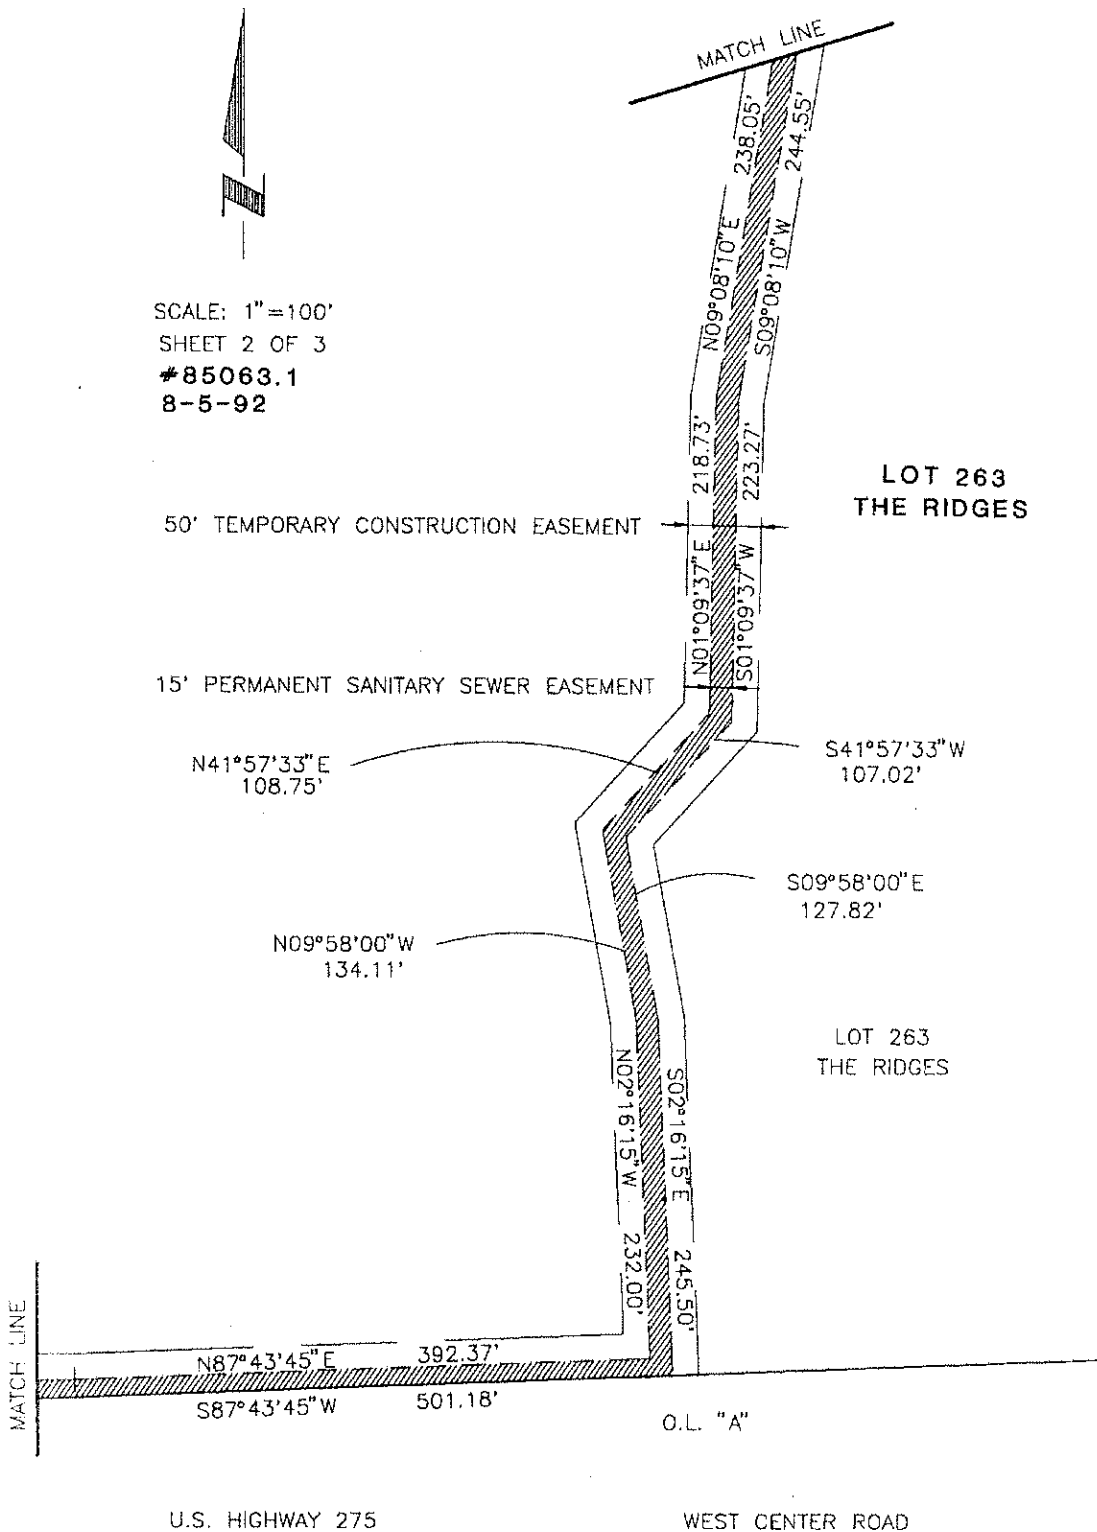 MATCH LINE
238.05'
244.55'
N09°08'10"E
S09°08'10"W
SCALE: 1"=100'
SHEET 2 OF 3
#85063.1
8-5-92
218.73'
223.27'
LOT 263
THE RIDGES
50' TEMPORARY CONSTRUCTION EASEMENT
N01°09'37"E
S01°09'37"W
15' PERMANENT SANITARY SEWER EASEMENT
N41°57'33"E
108.75'
S41°57'33"W
107.02'
S09°58'00"E
127.82'
N09°58'00"W
134.11'
LOT 263
THE RIDGES
N02°16'15"W 232.00'
S02°16'15"E 245.50'
MATCH LINE
N87°43'45"E 392.37'
S87°43'45"W 501.18'
O.L. "A"
U.S. HIGHWAY 275
WEST CENTER ROAD